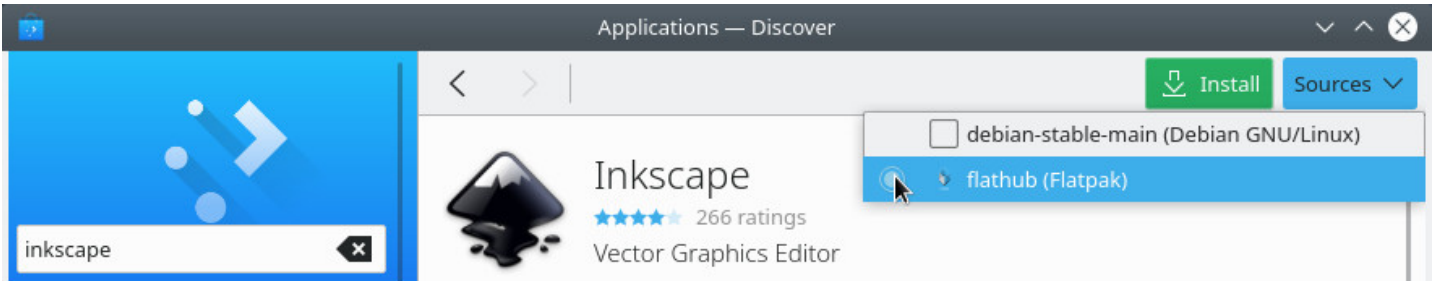 Applications — Discover
Install
Sources
debian-stable-main (Debian GNU/Linux)
flathub (Flatpak)
Inkscape
266 ratings
Vector Graphics Editor
inkscape